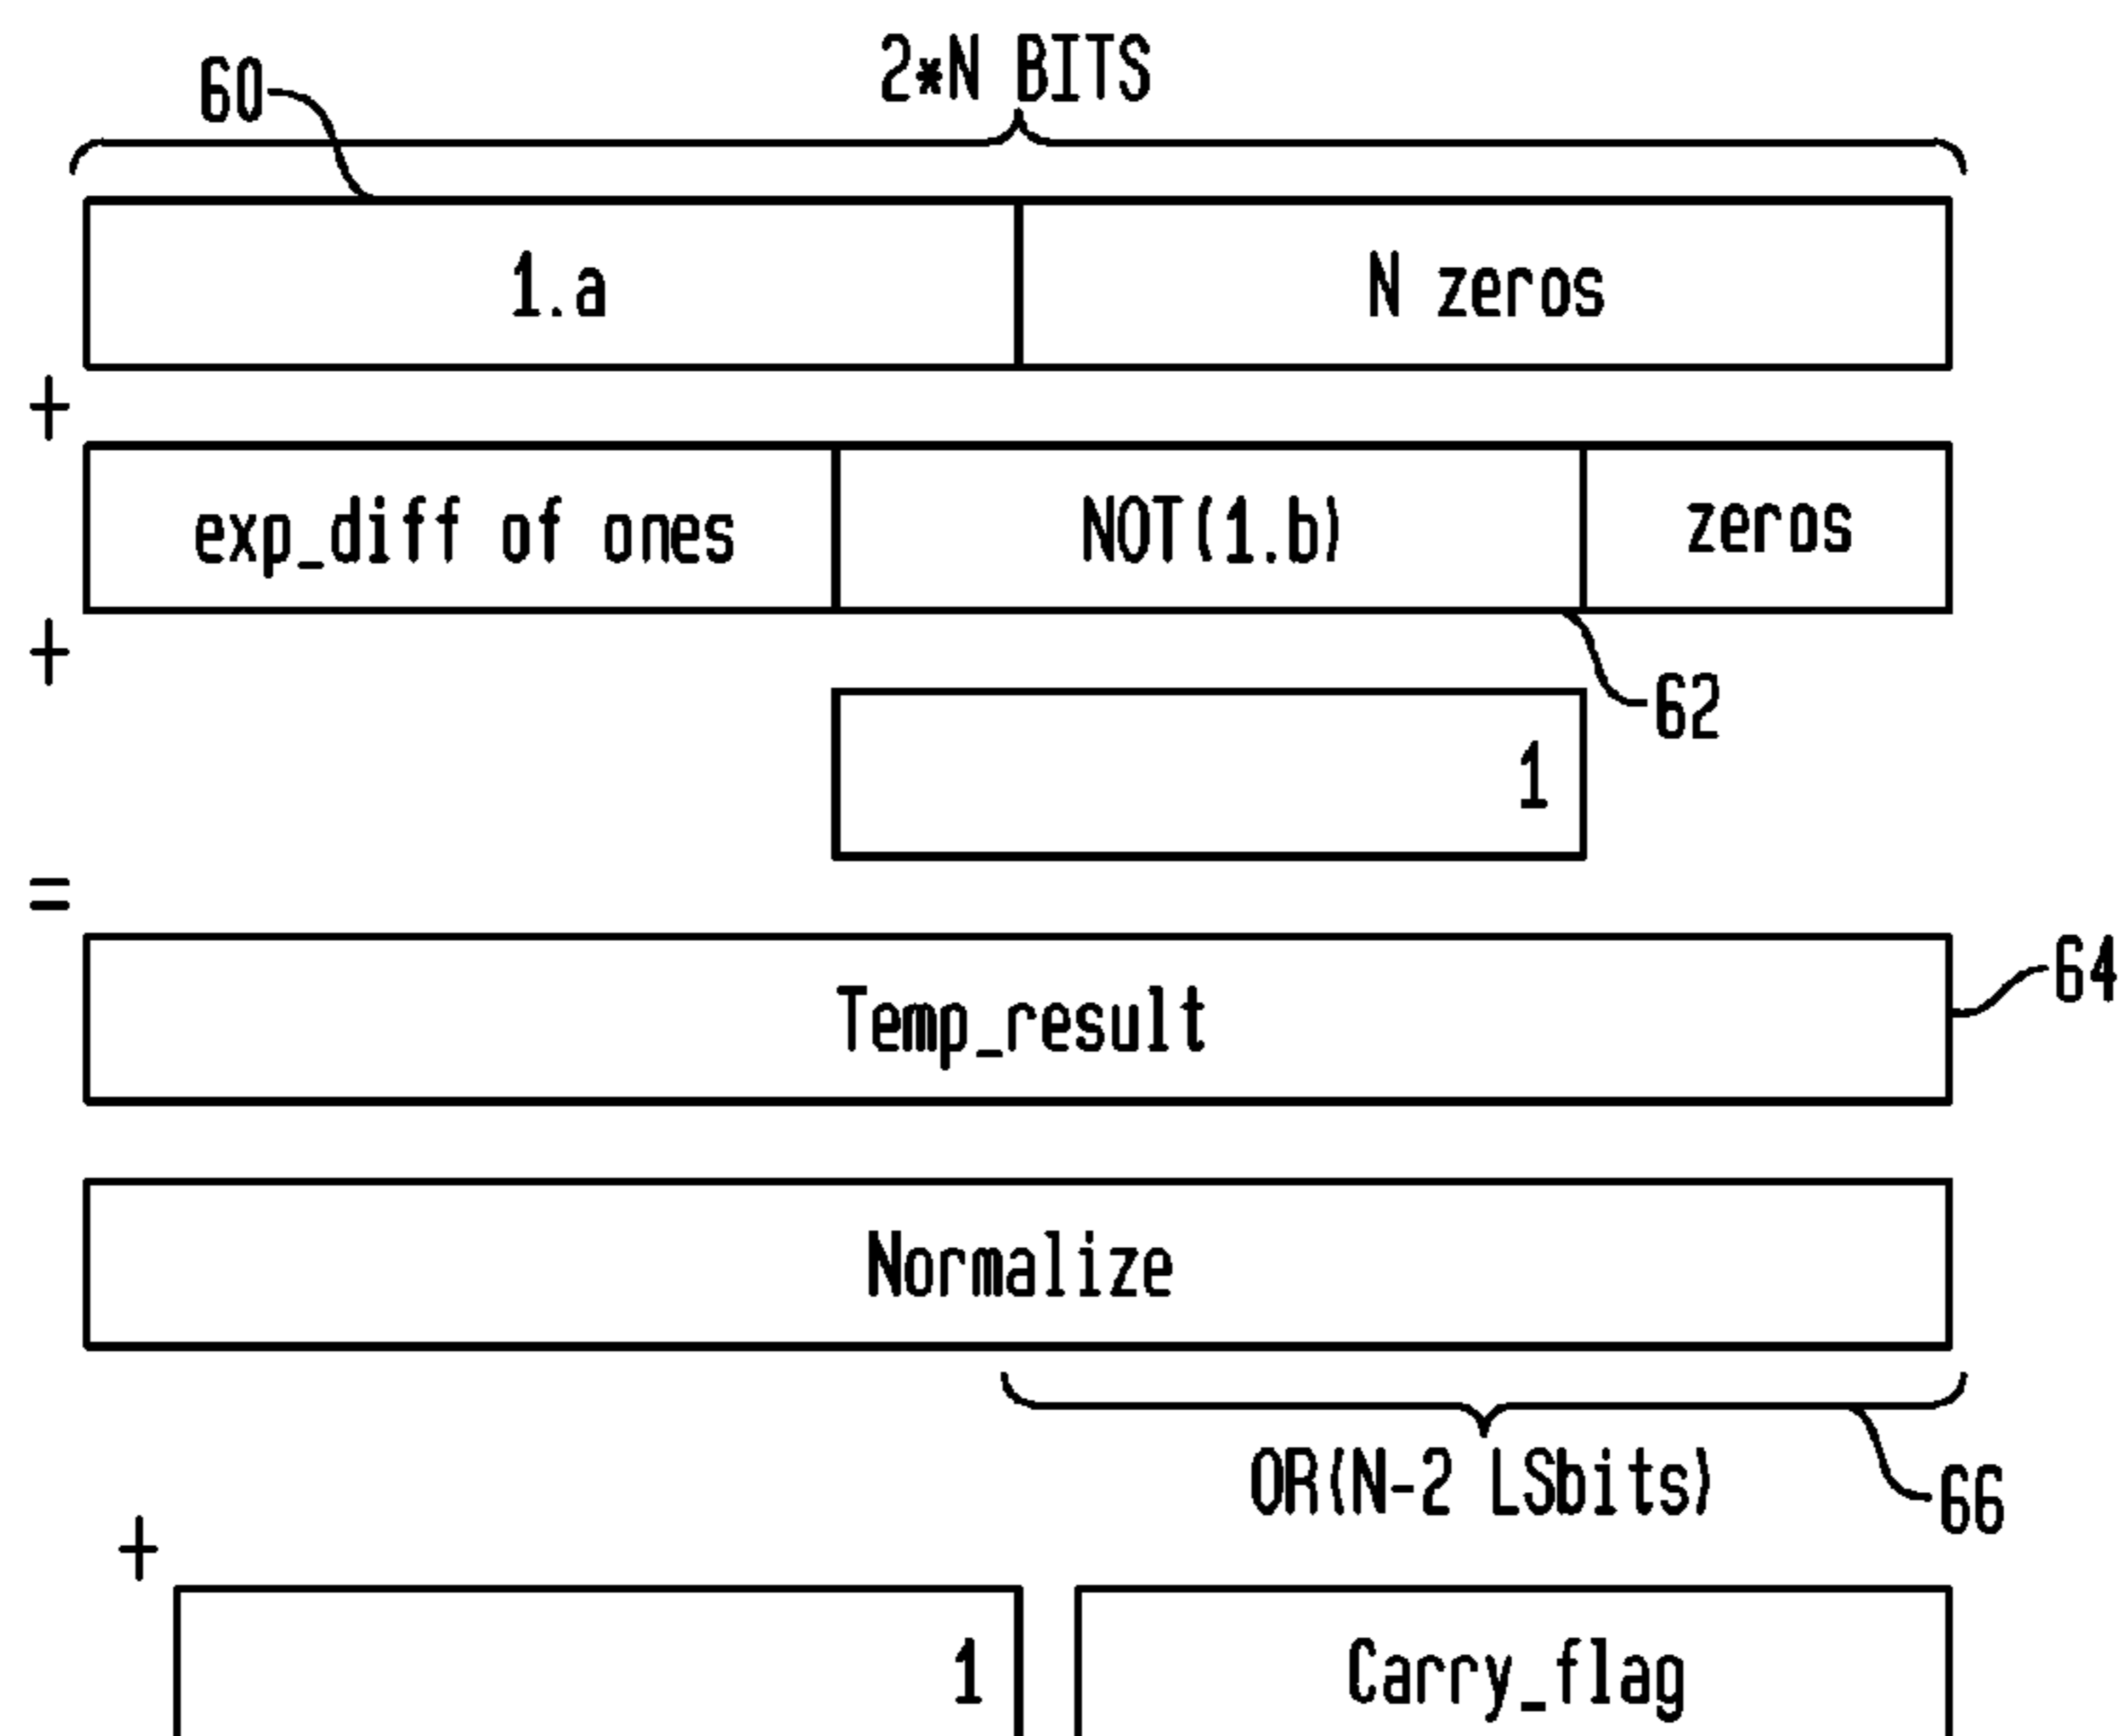 2*N BITS
60
1.a N zeros
+
exp_diff of ones NOT(1.b) zeros
+
62
1
=
64
Temp_result
Normalize
OR(N-2 LSbits)
66
+
1 Carry_flag